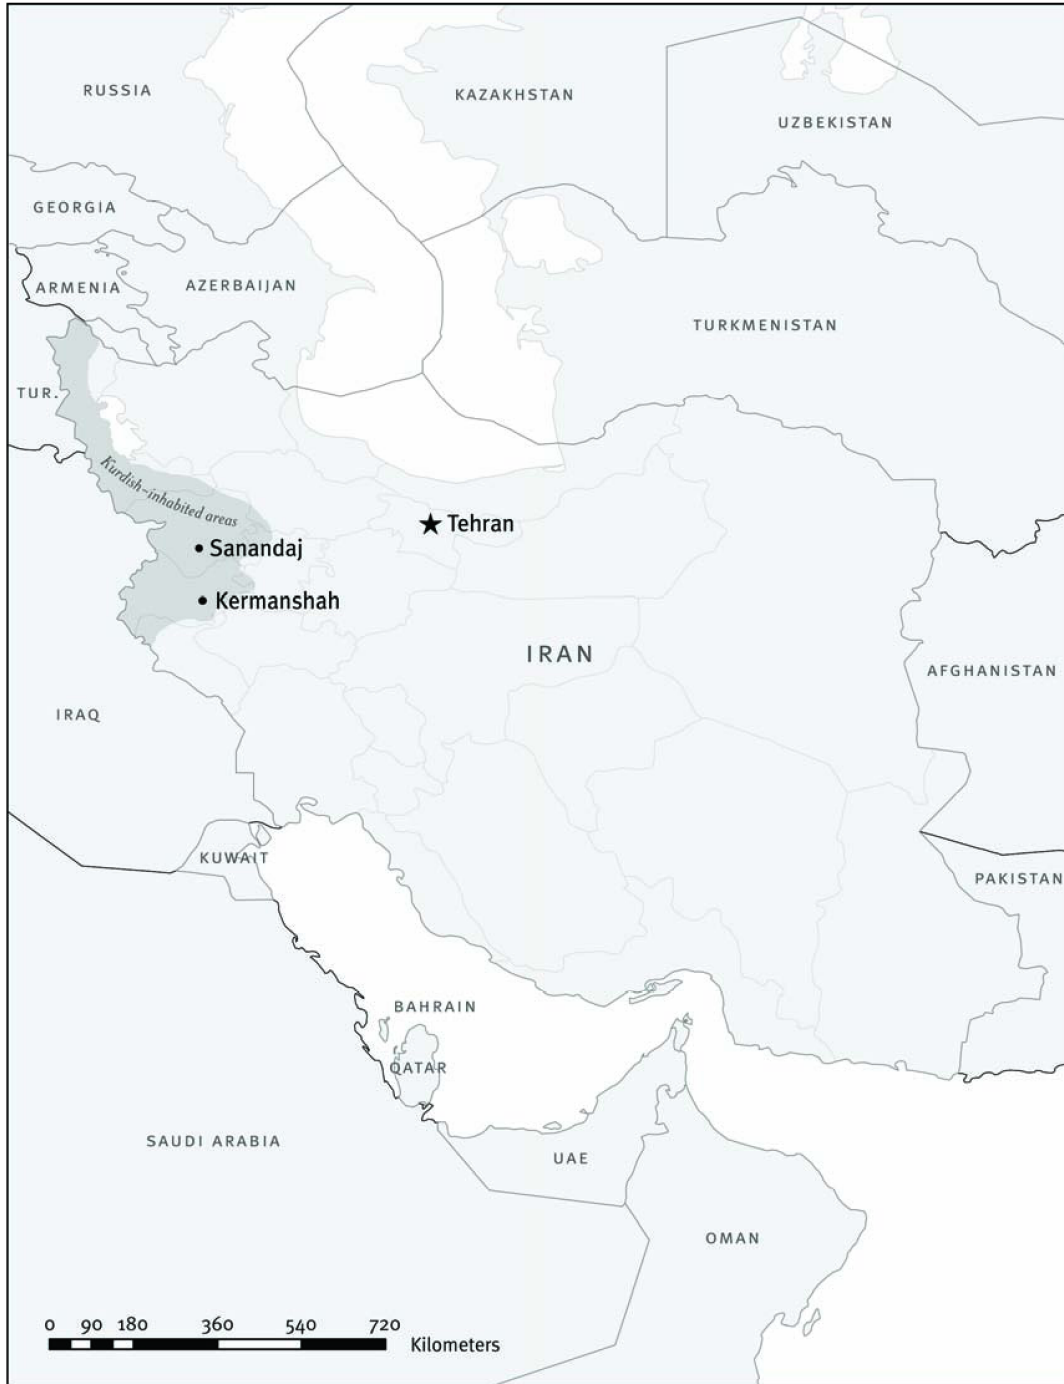 RUSSIA
KAZAKHSTAN
UZBEKISTAN
GEORGIA
ARMENIA
AZERBAIJAN
TURKMENISTAN
TUR.
Kurdish-inhabited areas
Tehran
Sanandaj
Kermanshah
IRAN
AFGHANISTAN
IRAQ
KUWAIT
PAKISTAN
BAHRAIN
QATAR
SAUDI ARABIA
UAE
OMAN
0 90 180 360 540 720
Kilometers